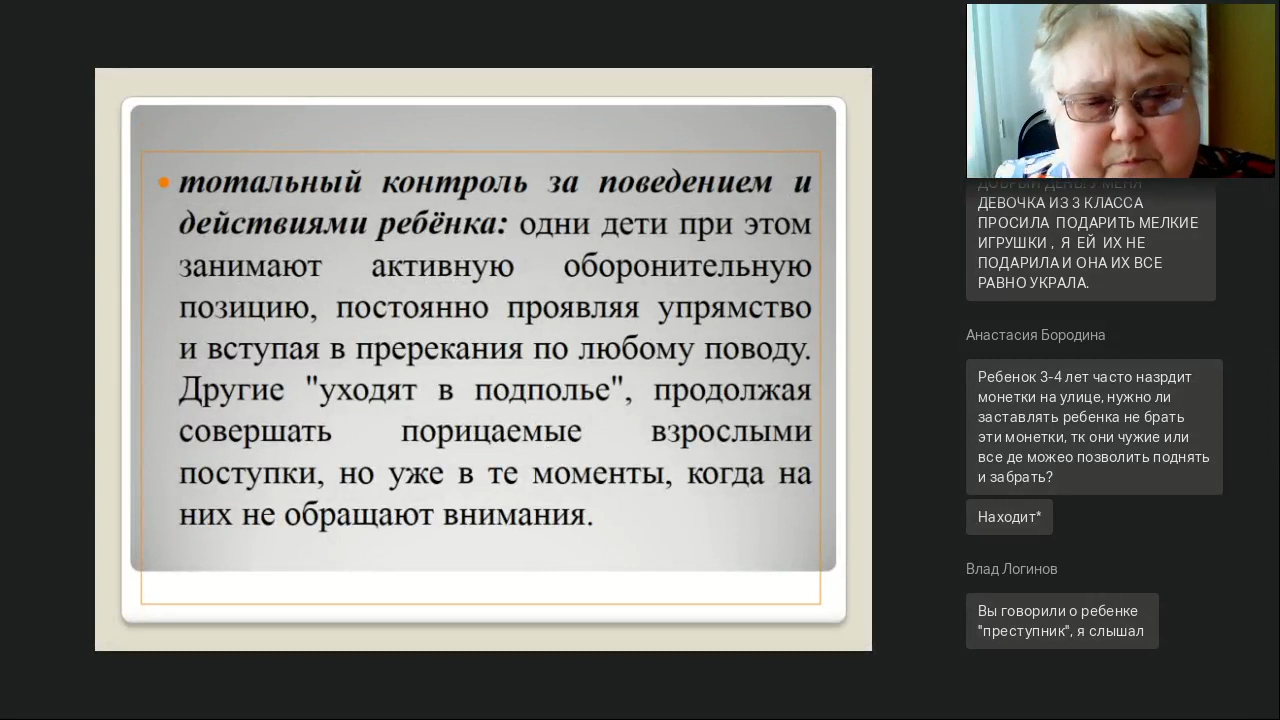 тотальный контроль за поведением и
действиями ребёнка: одни дети при этом
занимают активную оборонительную
позицию, постоянно проявляя упрямство
и вступая в пререкания по любому поводу.
Другие "уходят в подполье", продолжая
совершать порицаемые взрослыми
поступки, но уже в те моменты, когда на
них не обращают внимания.
ДОБРЫЙ ДЕНЬ! У МЕНЯ
ДЕВОЧКА ИЗ 3 КЛАССА
ПРОСИЛА ПОДАРИТЬ МЕЛКИЕ
ИГРУШКИ , Я ЕЙ ИХ НЕ
ПОДАРИЛА И ОНА ИХ ВСЕ
РАВНО УКРАЛА.
Анастасия Бородина
Ребенок 3-4 лет часто назрдит
монетки на улице, нужно ли
заставлять ребенка не брать
эти монетки, тк они чужие или
все де можео позволить поднять
и забрать?
Находит*
Влад Логинов
Вы говорили о ребенке
"преступник", я слышал